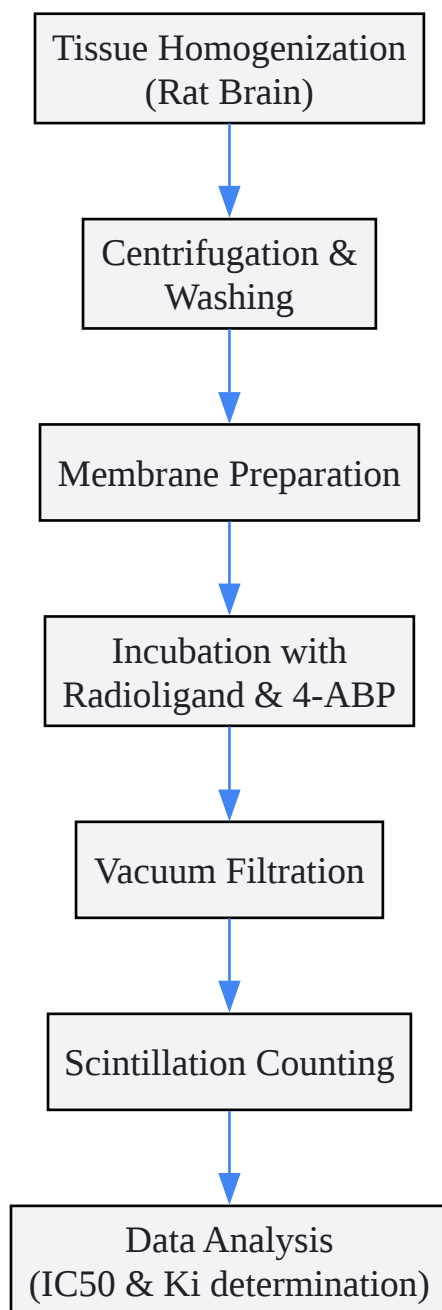 Tissue Homogenization
(Rat Brain)
Centrifugation &
Washing
Membrane Preparation
Incubation with
Radioligand & 4-ABP
Vacuum Filtration
Scintillation Counting
Data Analysis
(IC50 & Ki determination)